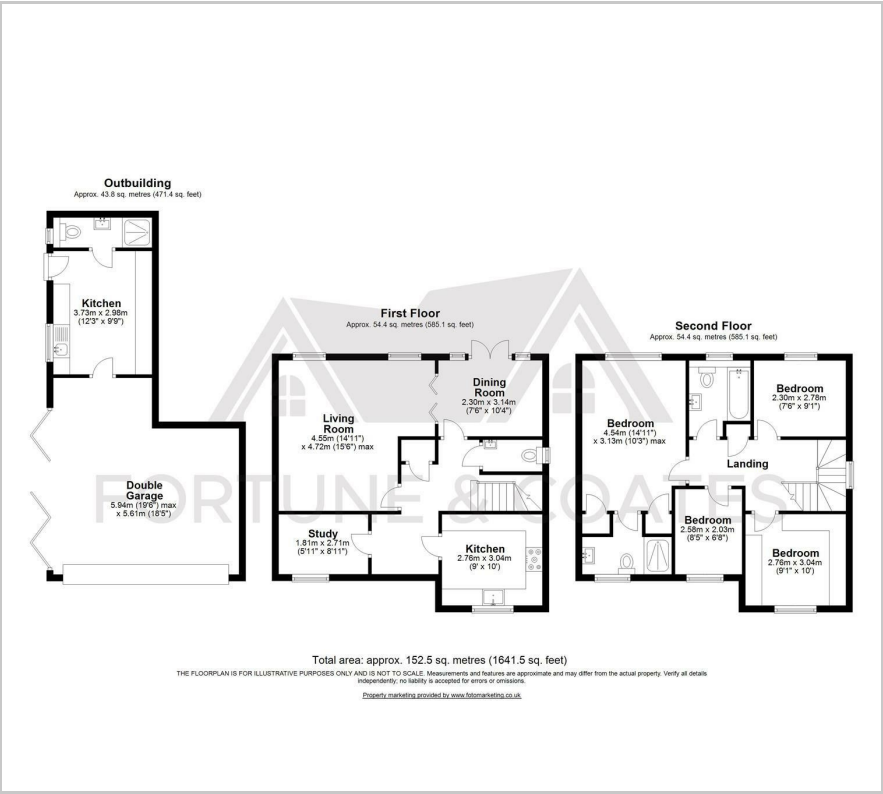 Outbuilding
Approx. 43.8 sq. metres (471.4 sq. feet)
Kitchen
3.73m x 2.98m
(12'3" x 9'9")
Double
Garage
5.94m (19'6") max
x 5.61m (18'5")
First Floor
Approx. 54.4 sq. metres (585.1 sq. feet)
Living
Room
4.55m (14'11")
x 4.72m (15'6") max
Dining
Room
2.30m x 3.14m
(7'6" x 10'4")
Study
1.81m x 2.71m
(5'11" x 8'11")
Kitchen
2.76m x 3.04m
(9' x 10')
Second Floor
Approx. 54.4 sq. metres (585.1 sq. feet)
Bedroom
4.54m (14'11")
x 3.13m (10'3") max
Bedroom
2.30m x 2.78m
(7'6" x 9'1")
Landing
Bedroom
2.58m x 2.03m
(8'5" x 6'8")
Bedroom
2.76m x 3.04m
(9'1" x 10')
FORTUNE & COATES
Total area: approx. 152.5 sq. metres (1641.5 sq. feet)
THE FLOORPLAN IS FOR ILLUSTRATIVE PURPOSES ONLY AND IS NOT TO SCALE. Measurements and features are approximate and may differ from the actual property. Verify all details
independently; no liability is accepted for errors or omissions.
Property marketing provided by www.fotomarketing.co.uk